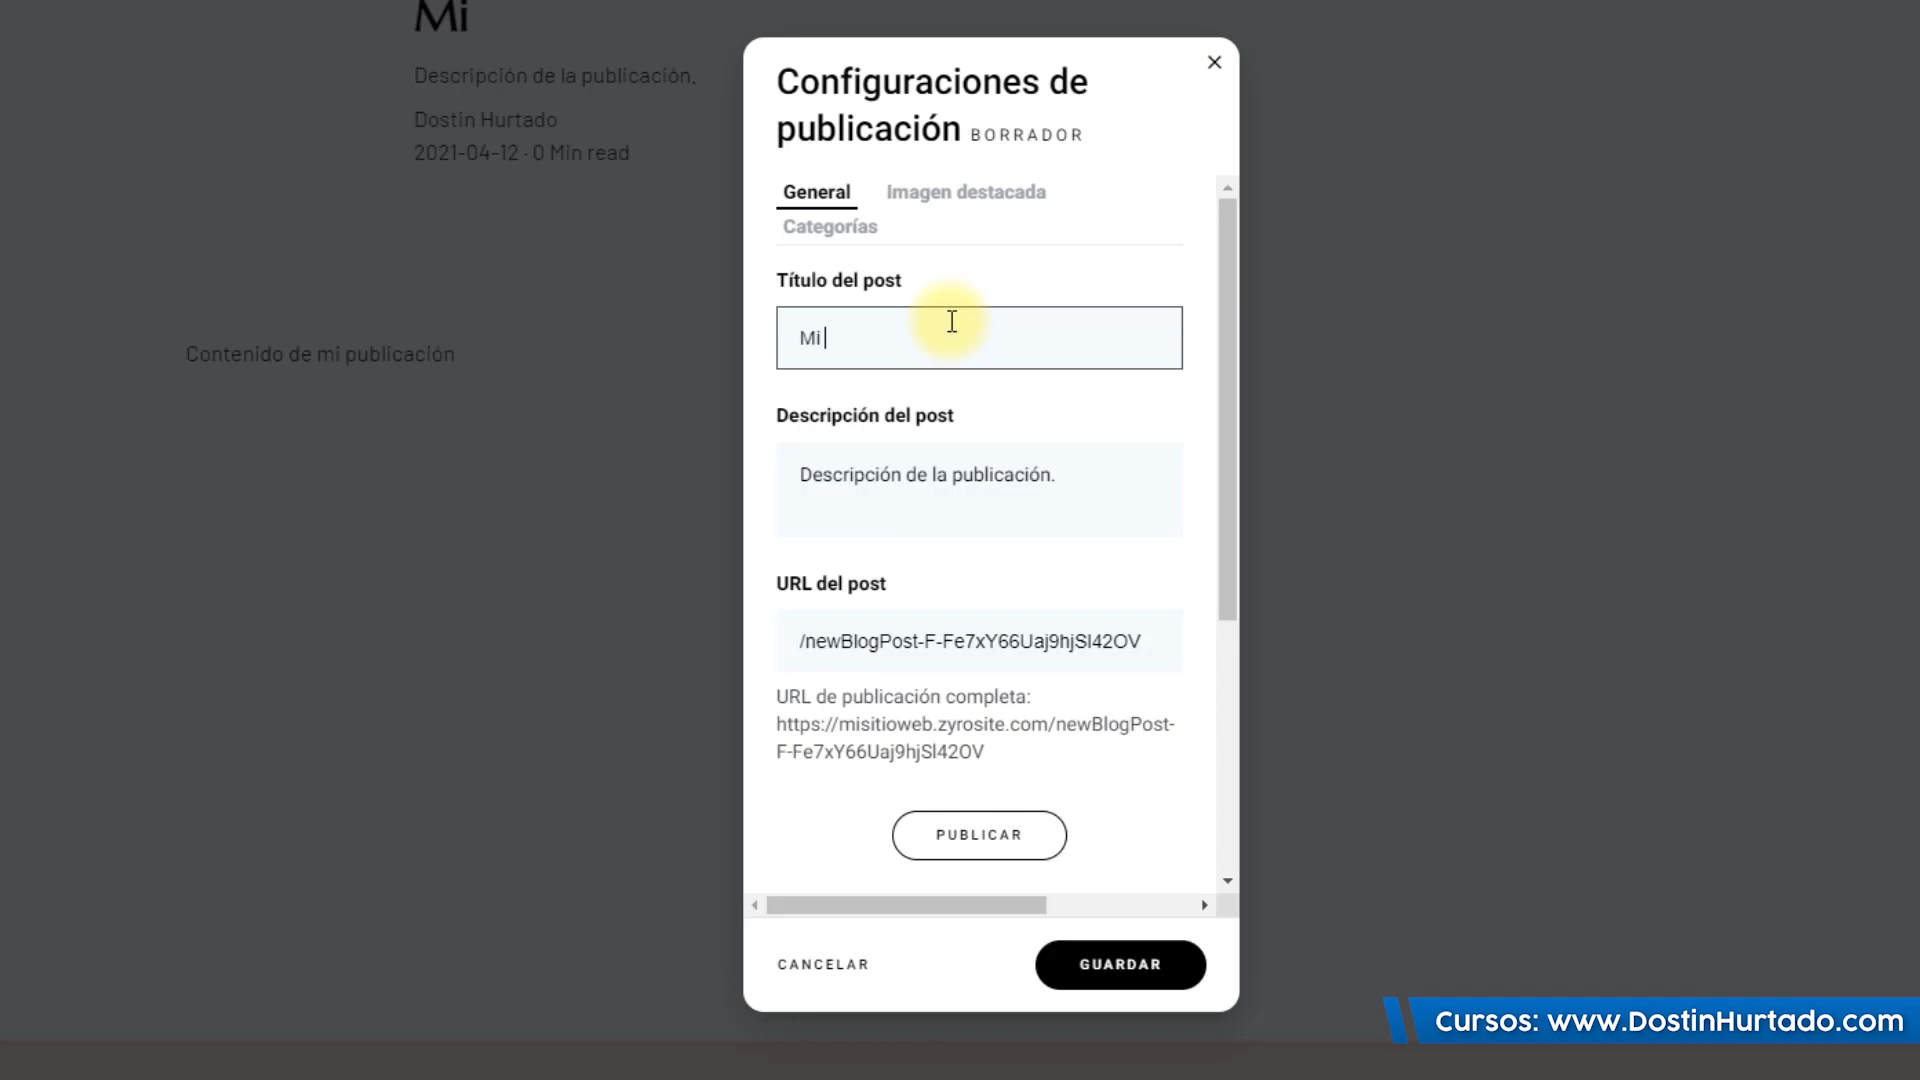 Mi
Descripción de la publicación.
Dostin Hurtado
2021-04-12 · 0 Min read
Contenido de mi publicación
Configuraciones de
publicación BORRADOR
General Imagen destacada
Categorías
Título del post
Mi
Descripción del post
Descripción de la publicación.
URL del post
/newBlogPost-F-Fe7xY66Uaj9hjSl42OV
URL de publicación completa:
https://misitioweb.zyrosite.com/newBlogPost-
F-Fe7xY66Uaj9hjSl42OV
PUBLICAR
CANCELAR GUARDAR
Cursos: www.DostinHurtado.com